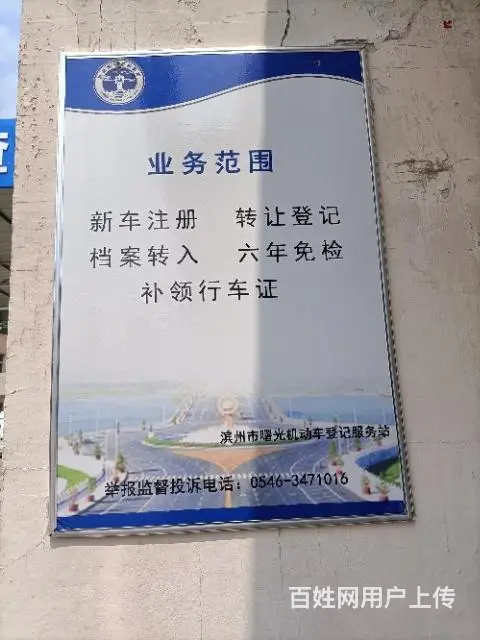 查
业务范围
新车注册 转让登记
档案转入 六年免检
补领行车证
滨州市曙光机动车登记服务站
举报监督投诉电话：0546-3471016
百姓网用户上传